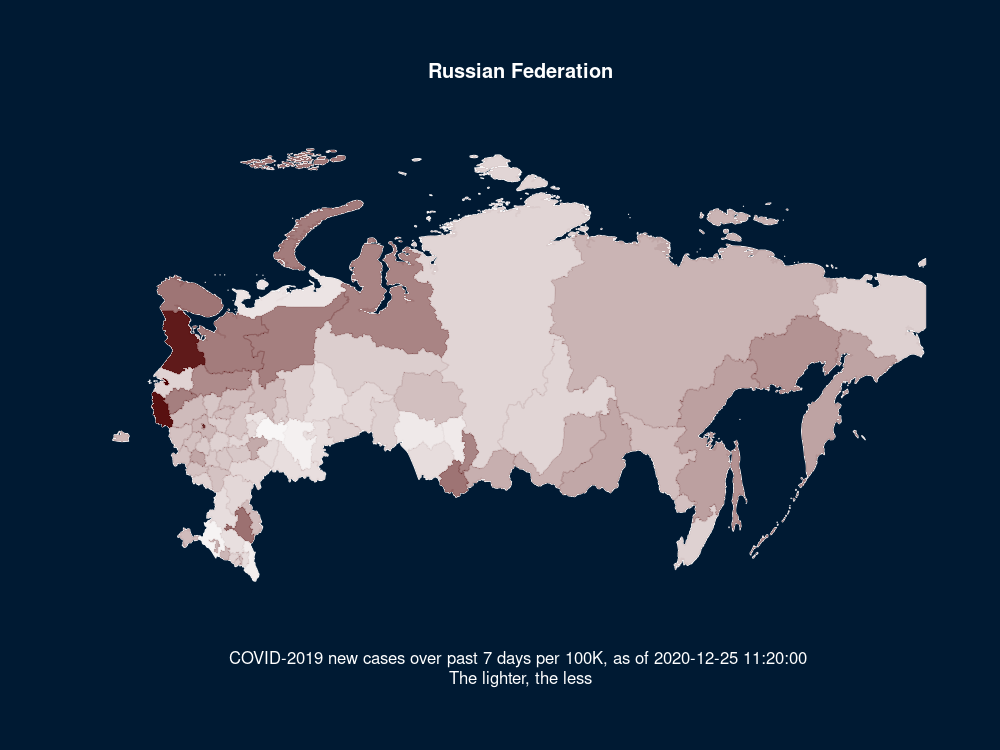 Russian Federation
COVID-2019 new cases over past 7 days per 100K, as of 2020-12-25 11:20:00
The lighter, the less